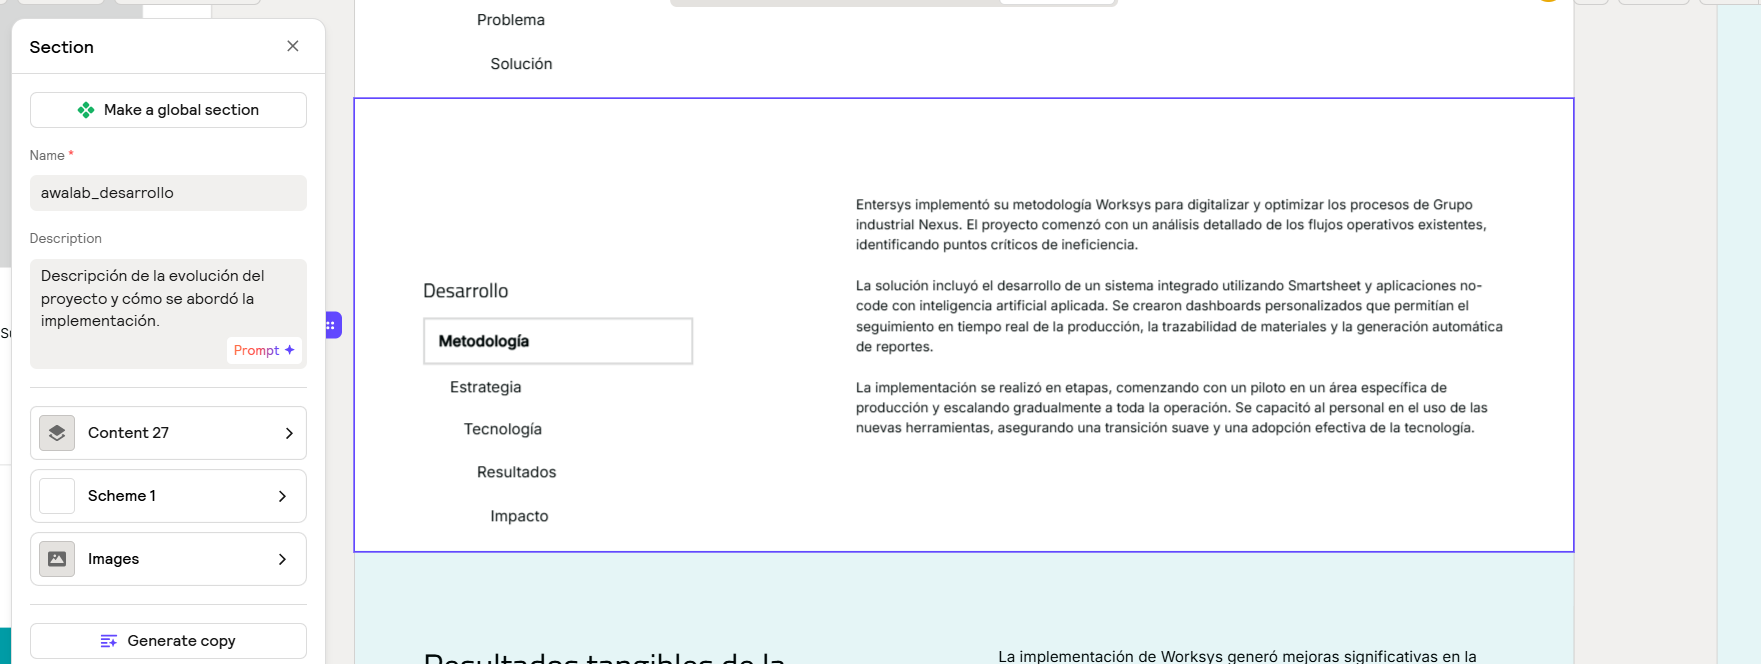 Section
Make a global section
Name *
awalab_desarrollo
Description
Descripción de la evolución del
proyecto y cómo se abordó la
implementación.
Prompt
Content 27
Scheme 1
Images
Generate copy
Problema
Solución
Desarrollo
Metodología
Estrategia
Tecnología
Resultados
Impacto
Entersys implementó su metodología Worksys para digitalizar y optimizar los procesos de Grupo
industrial Nexus. El proyecto comenzó con un análisis detallado de los flujos operativos existentes,
identificando puntos críticos de ineficiencia.
La solución incluyó el desarrollo de un sistema integrado utilizando Smartsheet y aplicaciones no-
code con inteligencia artificial aplicada. Se crearon dashboards personalizados que permitían el
seguimiento en tiempo real de la producción, la trazabilidad de materiales y la generación automática
de reportes.
La implementación se realizó en etapas, comenzando con un piloto en un área específica de
producción y escalando gradualmente a toda la operación. Se capacitó al personal en el uso de las
nuevas herramientas, asegurando una transición suave y una adopción efectiva de la tecnología.
Resultados tangibles de la
La implementación de Worksys generó mejoras significativas en la